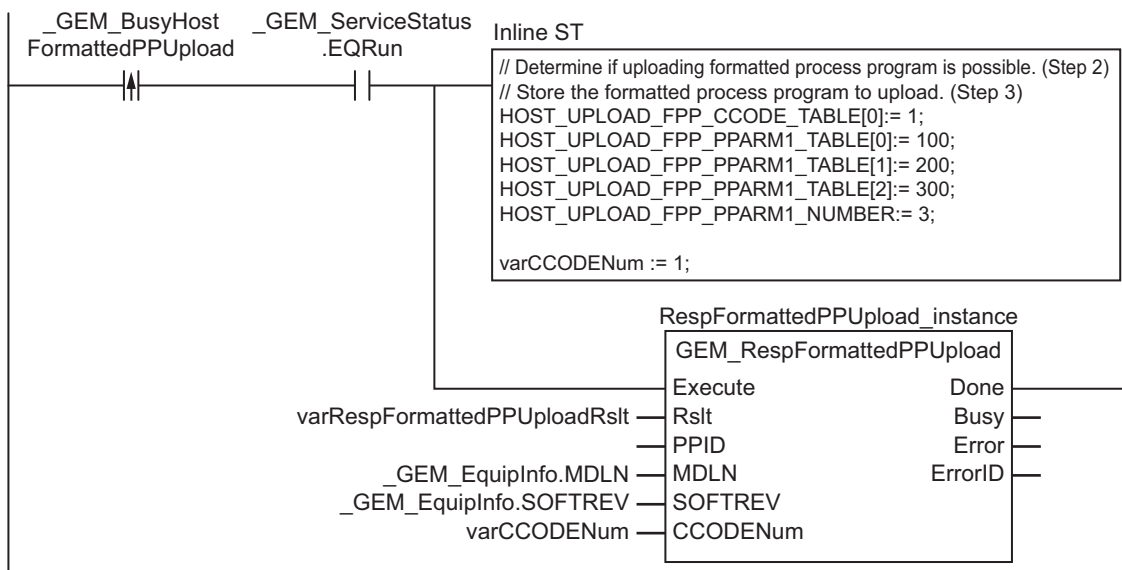 _GEM_BusyHost
FormattedPPUpload
_GEM_ServiceStatus
.EQRun
Inline ST
// Determine if uploading formatted process program is possible. (Step 2)
// Store the formatted process program to upload. (Step 3)
HOST_UPLOAD_FPP_CCODE_TABLE[0]:= 1;
HOST_UPLOAD_FPP_PPARM1_TABLE[0]:= 100;
HOST_UPLOAD_FPP_PPARM1_TABLE[1]:= 200;
HOST_UPLOAD_FPP_PPARM1_TABLE[2]:= 300;
HOST_UPLOAD_FPP_PPARM1_NUMBER:= 3;
varCCODENum := 1;
RespFormattedPPUpload_instance
GEM_RespFormattedPPUpload
Execute Done
varRespFormattedPPUploadRslt Rslt Busy
PPID Error
_GEM_EquipInfo.MDLN MDLN ErrorID
_GEM_EquipInfo.SOFTREV SOFTREV
varCCODENum CCODENum